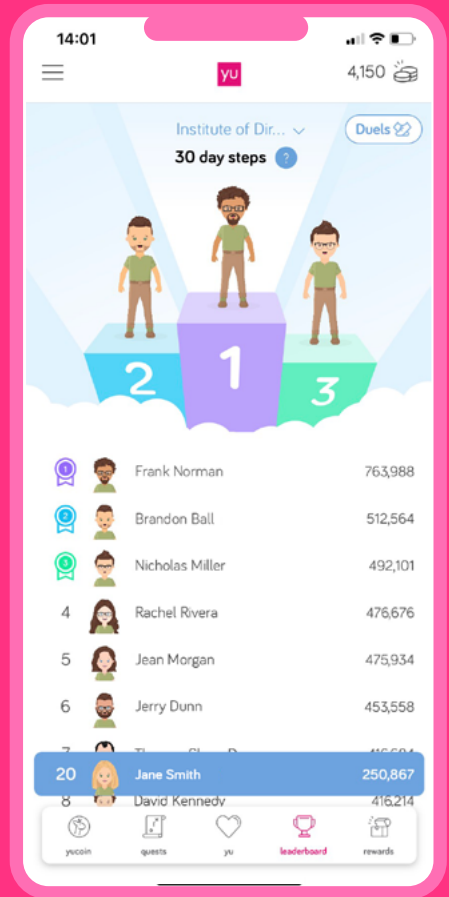 14:01
yu
4,150
Institute of Dir...
Duels
30 day steps ?
1
2
3
1 Frank Norman 763,988
2 Brandon Ball 512,564
3 Nicholas Miller 492,101
4 Rachel Rivera 476,676
5 Jean Morgan 475,934
6 Jerry Dunn 453,558
20 Jane Smith 250,867
8 David Kennedy 416,214
yucoin quests yu leaderboard rewards